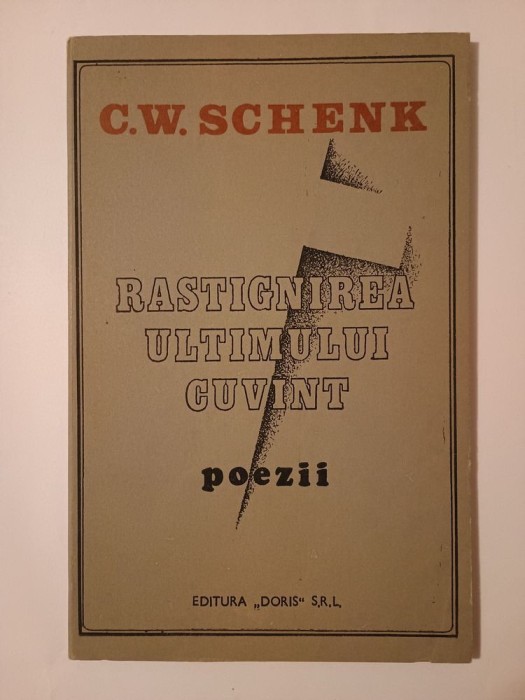 C.W. SCHENK
RASTIGNIREA
ULTIMULUI
CUVINT
poezii
EDITURA „DORIS“ S.R.L.